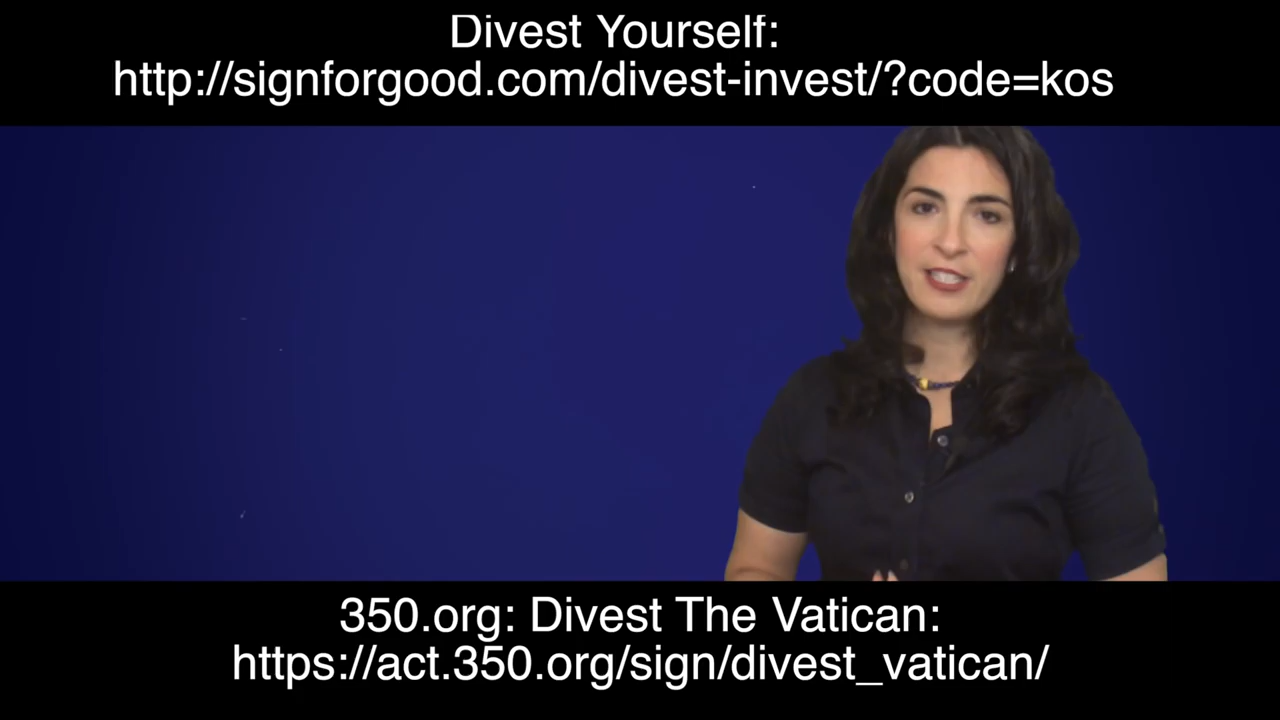 Divest Yourself:
http://signforgood.com/divest-invest/?code=kos
350.org: Divest The Vatican:
https://act.350.org/sign/divest_vatican/